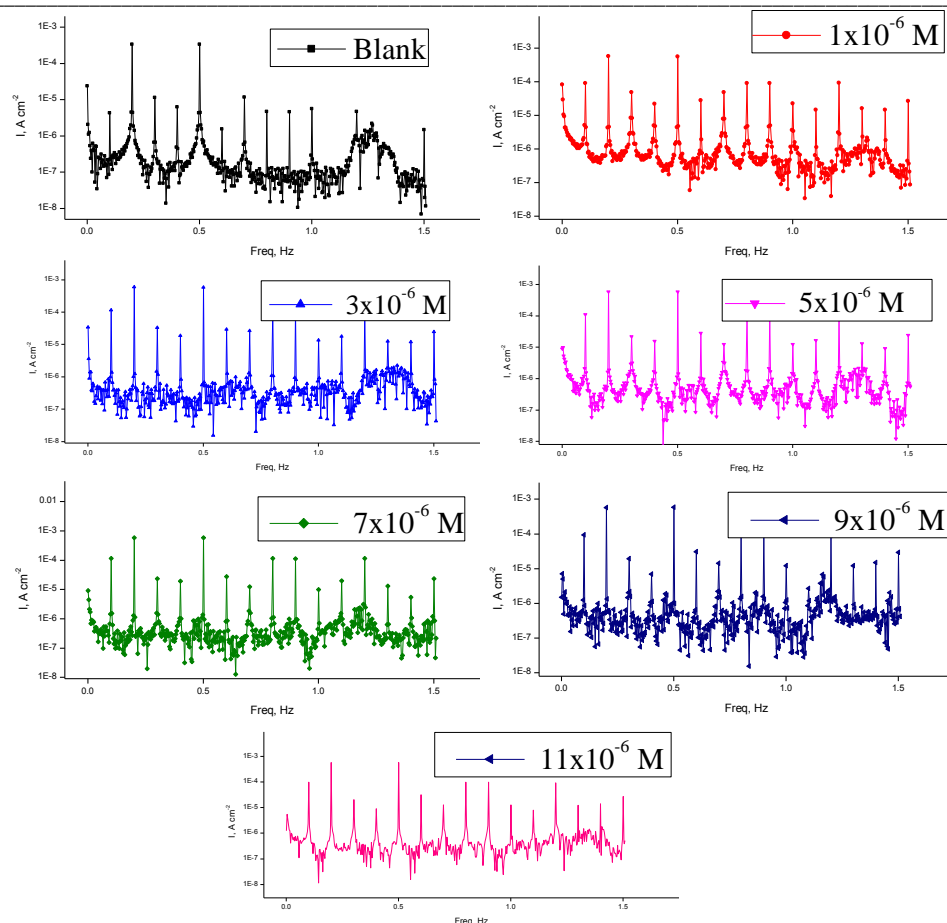 Blank
I, A cm-2
1E-3
1E-4
1E-5
1E-6
1E-7
1E-8
0.0 0.5 1.0 1.5
Freq, Hz
1x10-6 M
I, A cm-2
1E-3
1E-4
1E-5
1E-6
1E-7
1E-8
0.0 0.5 1.0 1.5
Freq, Hz
3x10-6 M
I, A cm-2
1E-3
1E-4
1E-5
1E-6
1E-7
1E-8
0.0 0.5 1.0 1.5
Freq, Hz
5x10-6 M
I, A cm-2
1E-3
1E-4
1E-5
1E-6
1E-7
1E-8
0.0 0.5 1.0 1.5
Freq, Hz
7x10-6 M
I, A cm-2
0.01
1E-3
1E-4
1E-5
1E-6
1E-7
1E-8
0.0 0.5 1.0 1.5
Freq, Hz
9x10-6 M
I, A cm-2
1E-3
1E-4
1E-5
1E-6
1E-7
1E-8
0.0 0.5 1.0 1.5
Freq, Hz
11x10-6 M
I, A cm-2
1E-3
1E-4
1E-5
1E-6
1E-7
1E-8
0.0 0.5 1.0 1.5
Freq, Hz